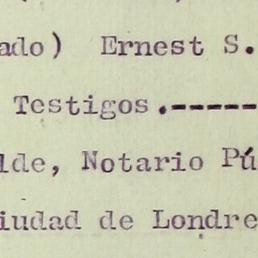 ado) Ernest S.
Testigos.-----
lde, Notario Pú
iudad de Londre